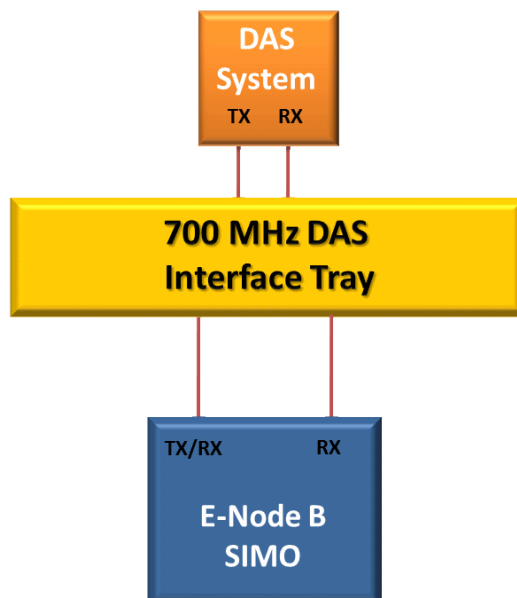 DAS
System
TX RX
700 MHz DAS
Interface Tray
TX/RX RX
E-Node B
SIMO